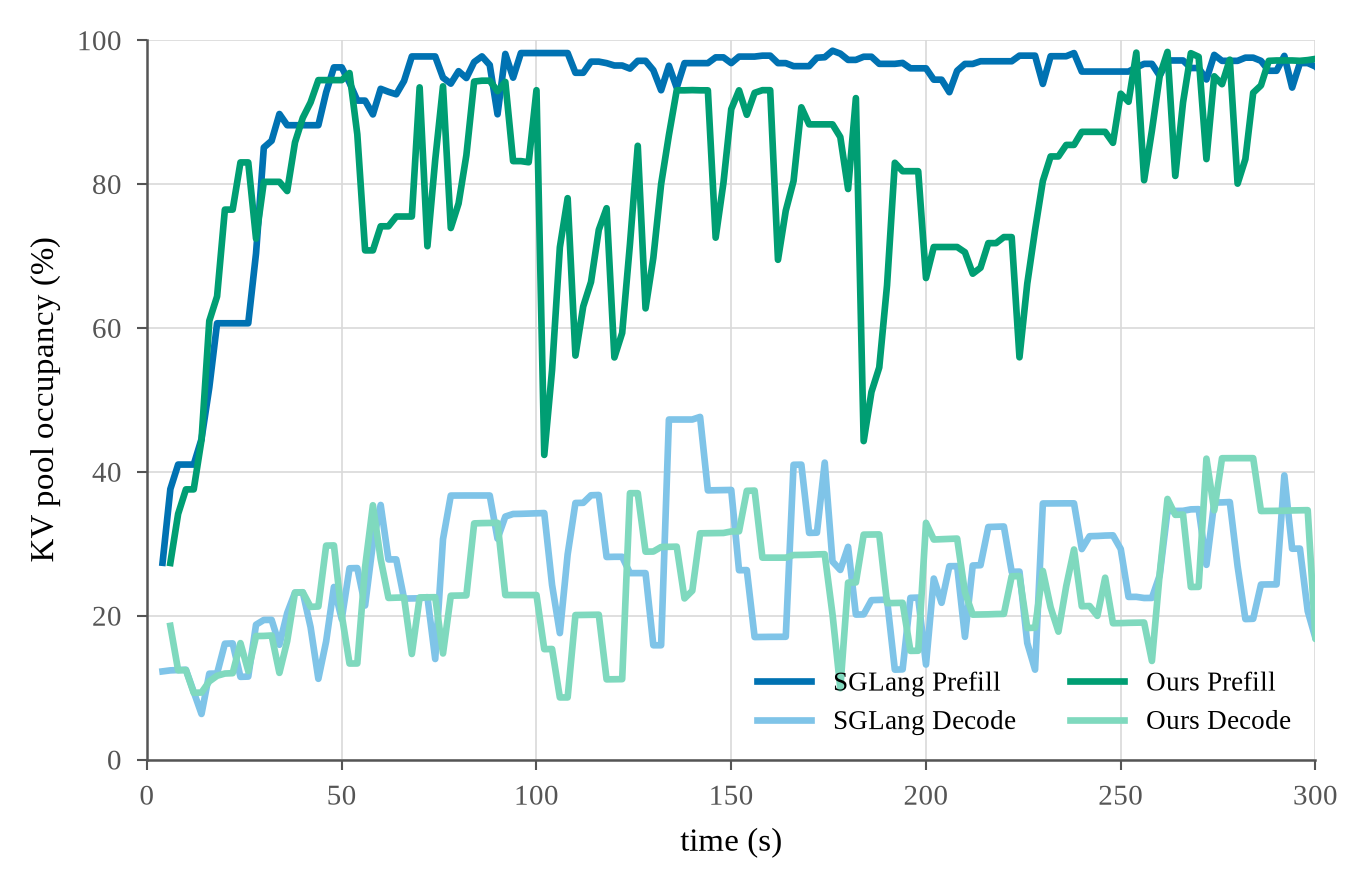 100
80
60
40
20
0
KV pool occupancy (%)
0 50 100 150 200 250 300
time (s)
SGLang Prefill
SGLang Decode
Ours Prefill
Ours Decode